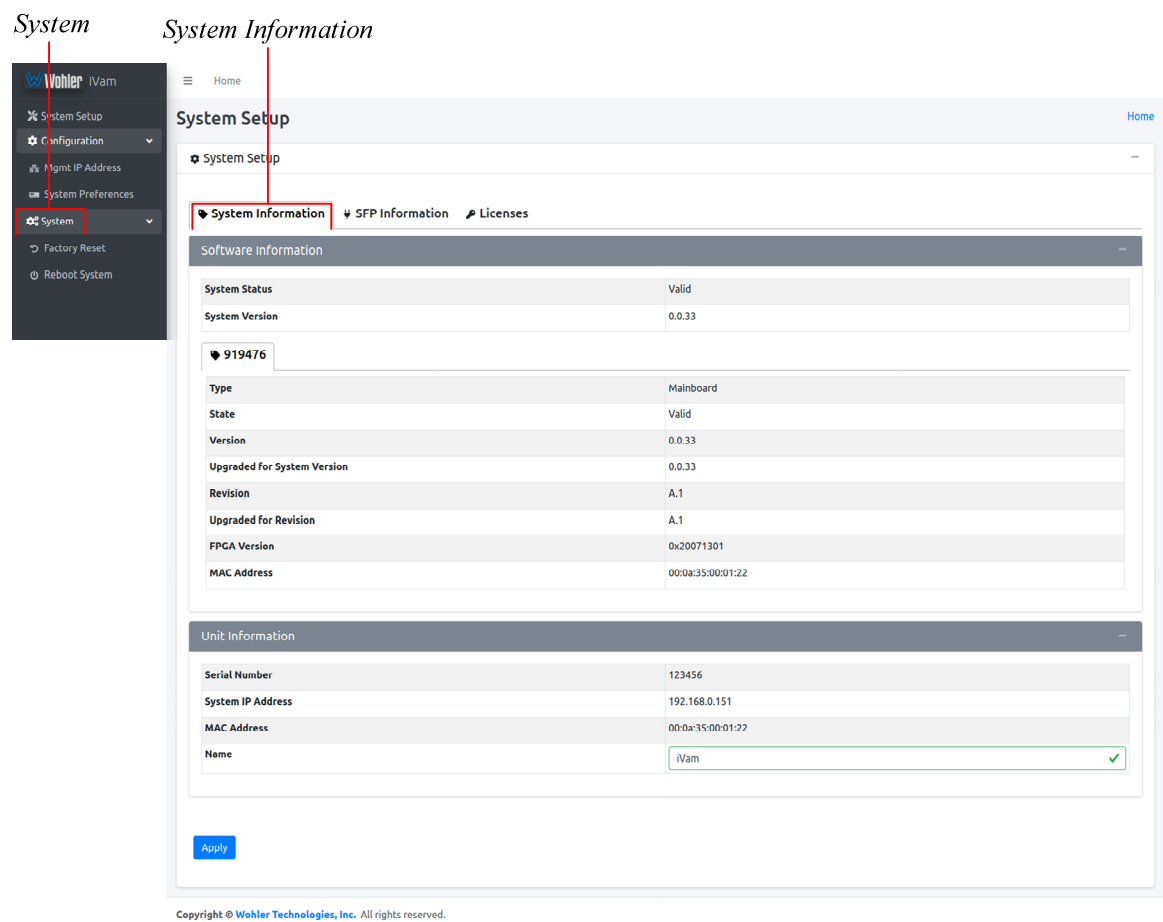 System
System Information
Wohler iVam
Home
System Setup
Configuration
Mgmt IP Address
System Preferences
System
Factory Reset
Reboot System
System Setup
Home
System Setup
System Information
SFP Information
Licenses
Software Information
System Status Valid
System Version 0.0.33
919476
Type Mainboard
State Valid
Version 0.0.33
Upgraded for System Version 0.0.33
Revision A.1
Upgraded for Revision A.1
FPGA Version 0x20071301
MAC Address 00:0a:35:00:01:22
Unit Information
Serial Number 123456
System IP Address 192.168.0.151
MAC Address 00:0a:35:00:01:22
Name iVam
Apply
Copyright © Wohler Technologies, Inc. All rights reserved.